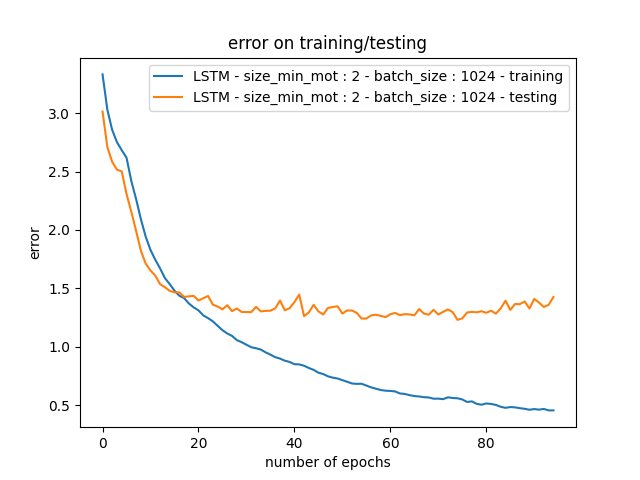 error on training/testing
LSTM - size_min_mot : 2 - batch_size : 1024 - training
LSTM - size_min_mot : 2 - batch_size : 1024 - testing
3.0
2.5
2.0
1.5
1.0
0.5
error
0 20 40 60 80
number of epochs